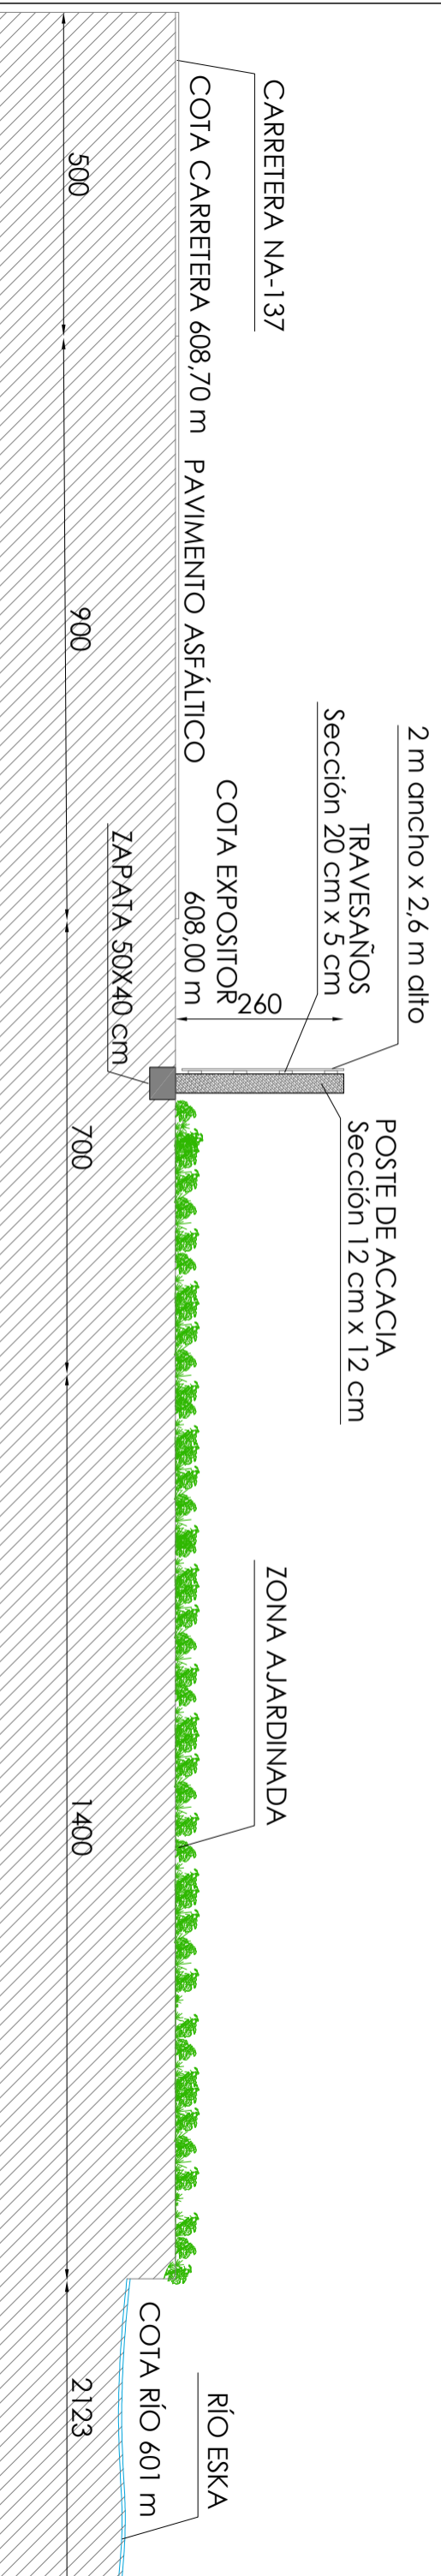 CARRETERA NA-137
COTA CARRETERA 608,70 m
PAVIMENTO ASFÁLTICO
500
900
2 m ancho x 2,6 m alto
TRAVESAÑOS
Sección 20 cm x 5 cm
COTA EXPOSITOR
608,00 m
260
ZAPATA 50X40 cm
POSTE DE ACACIA
Sección 12 cm x 12 cm
700
ZONA AJARDINADA
1400
RÍO ESKA
COTA RÍO 601 m
2123